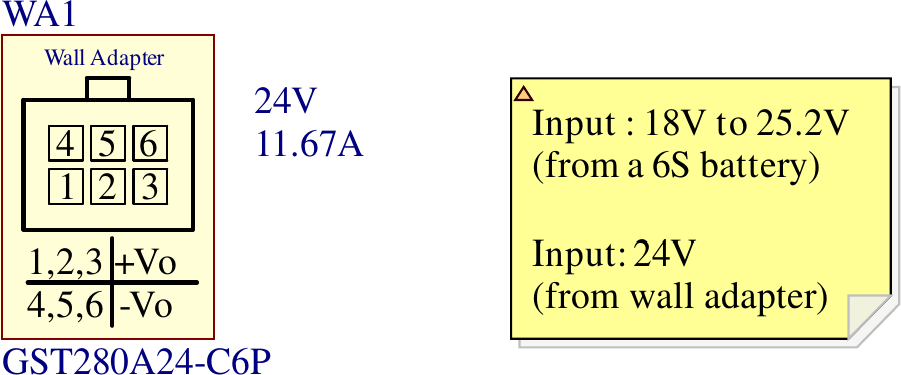 WA1
Wall Adapter
4 5 6
1 2 3
1,2,3 +Vo
4,5,6 -Vo
GST280A24-C6P
24V
11.67A
Input : 18V to 25.2V
(from a 6S battery)
Input: 24V
(from wall adapter)